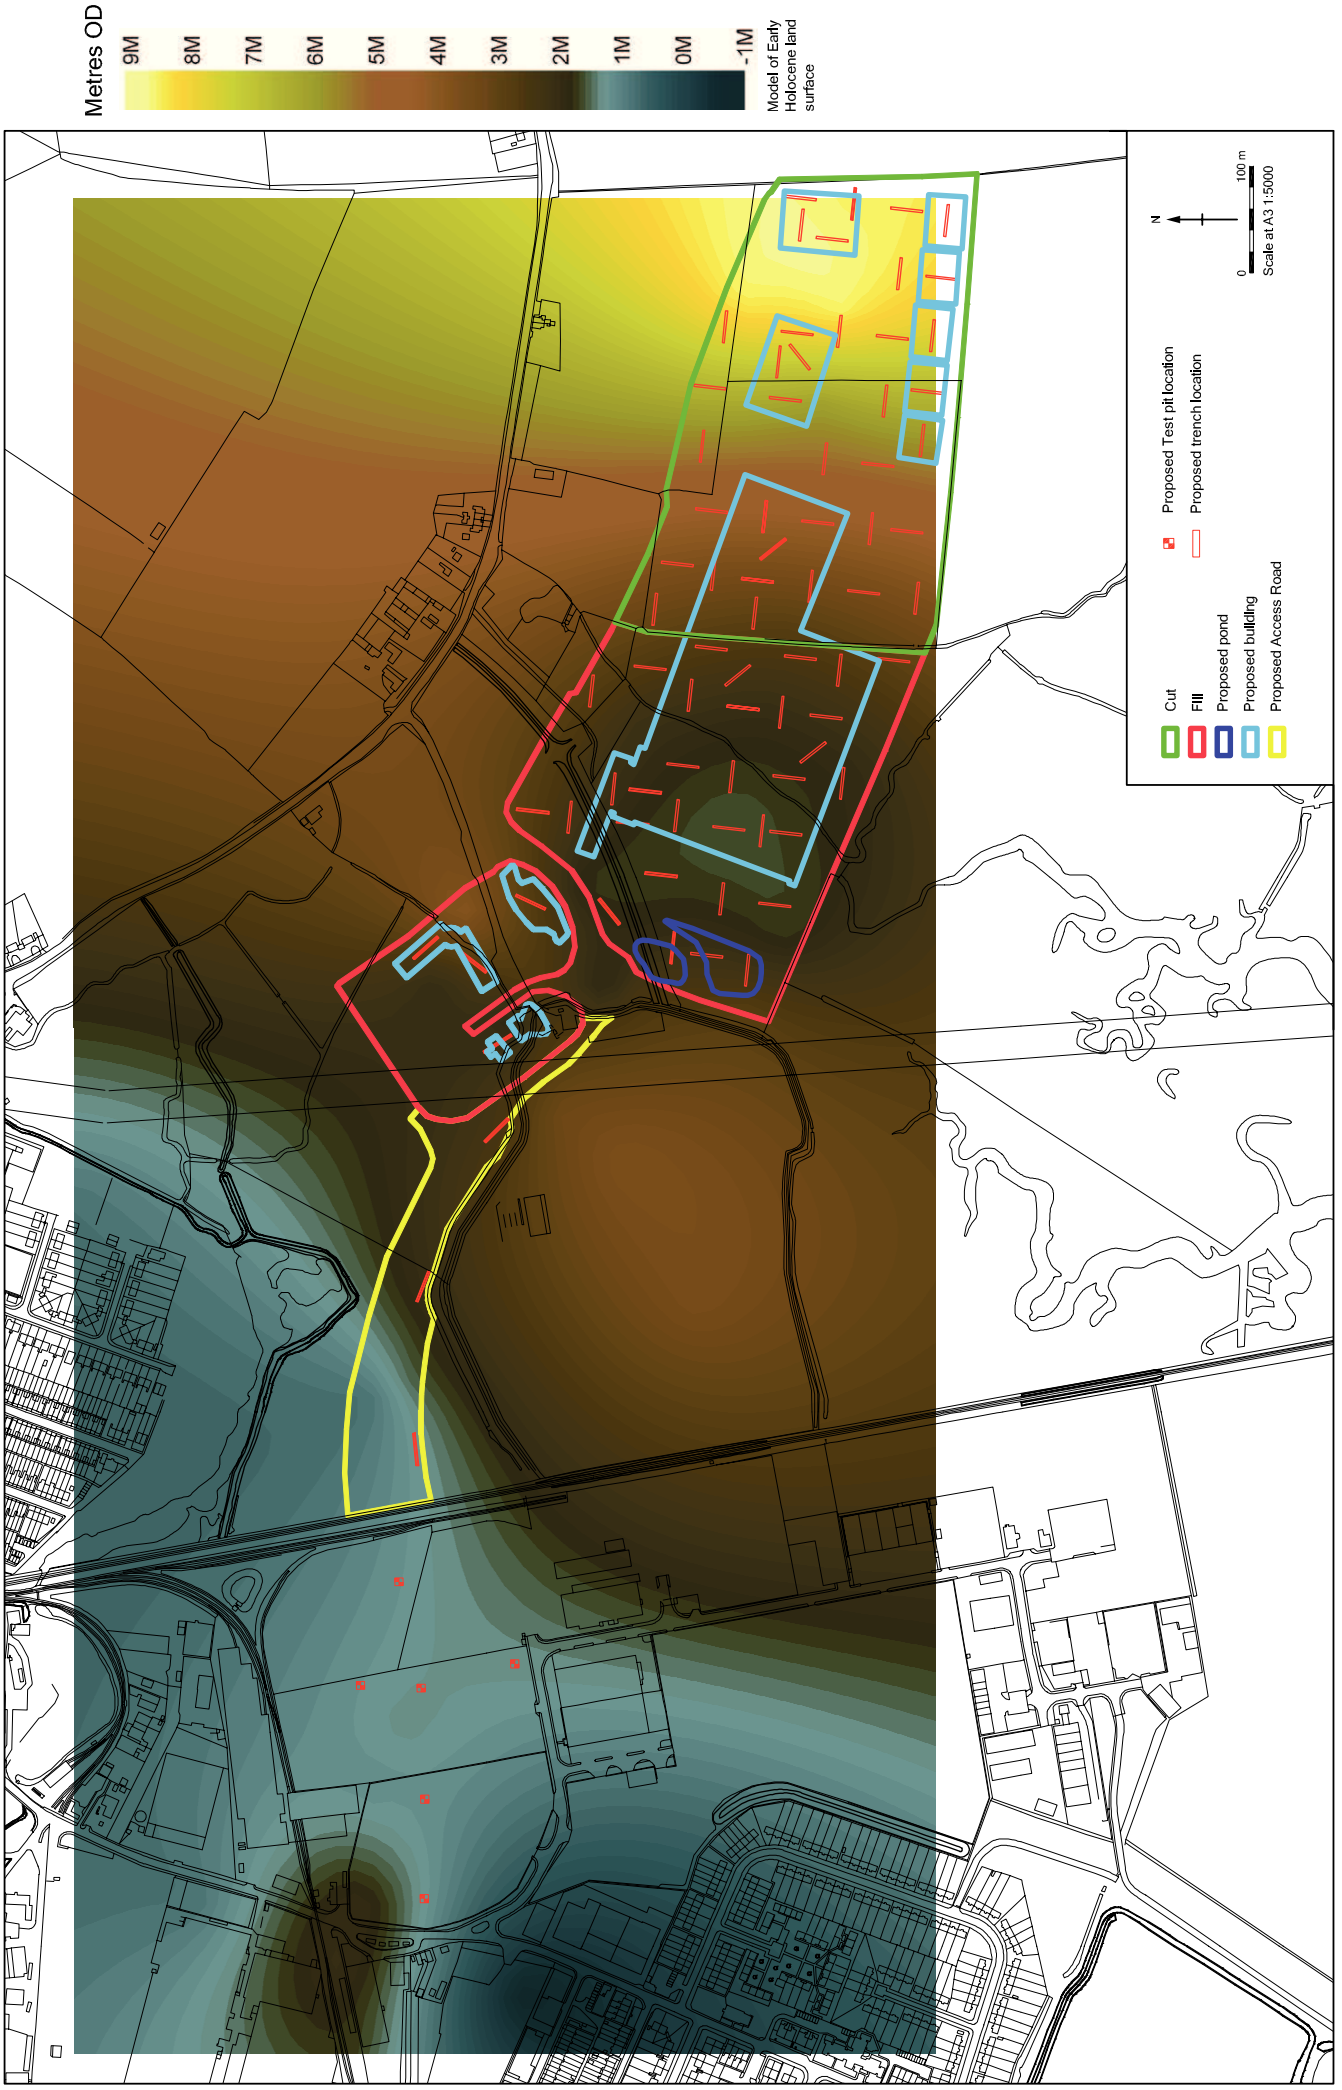 Metres OD
9M
8M
7M
6M
5M
4M
3M
2M
1M
0M
-1M
Model of Early
Holocene land
surface
Cut
Fill
Proposed pond
Proposed building
Proposed Access Road
Proposed Test pit location
Proposed trench location
N
0
100 m
Scale at A3 1:5000